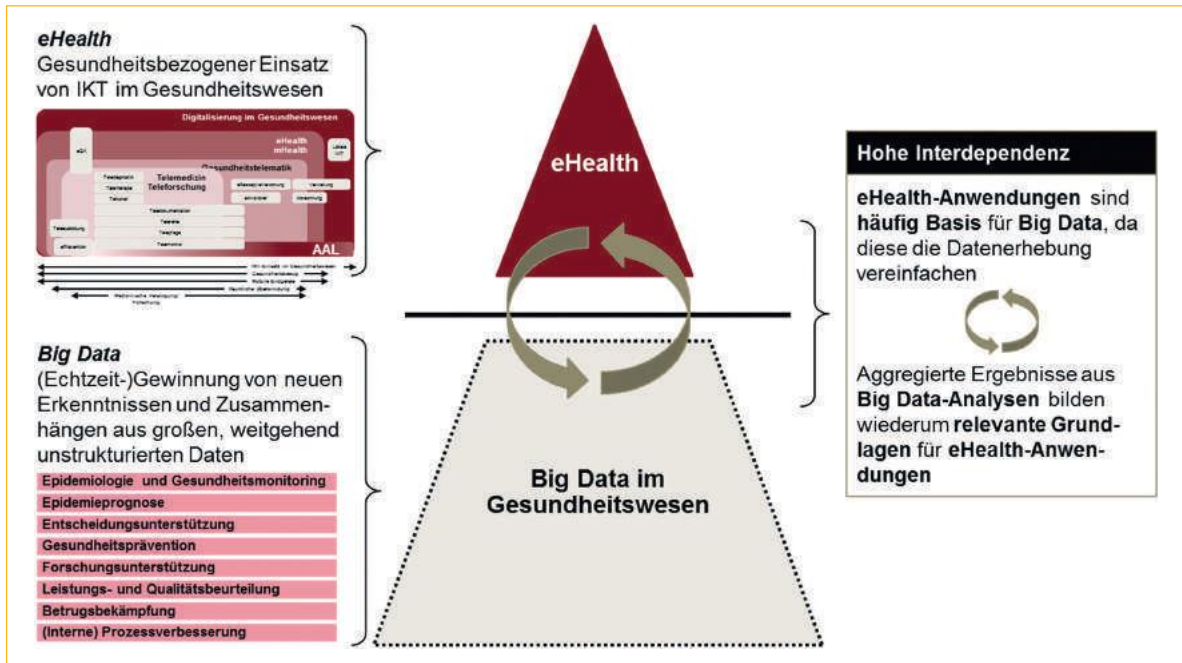 eHealth
Gesundheitsbezogener Einsatz
von IKT im Gesundheitswesen
Digitalisierung im Gesundheitswesen
eHealth
mHealth
Gesundheitstelematik
Telemedizin
Teleforschung
AAL
Big Data
(Echtzeit-)Gewinnung von neuen
Erkenntnissen und Zusammen-
hängen aus großen, weitgehend
unstrukturierten Daten
Epidemiologie und Gesundheitsmonitoring
Epidemieprognose
Entscheidungsunterstützung
Gesundheitsprävention
Forschungsunterstützung
Leistungs- und Qualitätsbeurteilung
Betrugsbekämpfung
(Interne) Prozessverbesserung
eHealth
Big Data im
Gesundheitswesen
Hohe Interdependenz
eHealth-Anwendungen sind
häufig Basis für Big Data, da
diese die Datenerhebung
vereinfachen
Aggregierte Ergebnisse aus
Big Data-Analysen bilden
wiederum relevante Grund-
lagen für eHealth-Anwen-
dungen